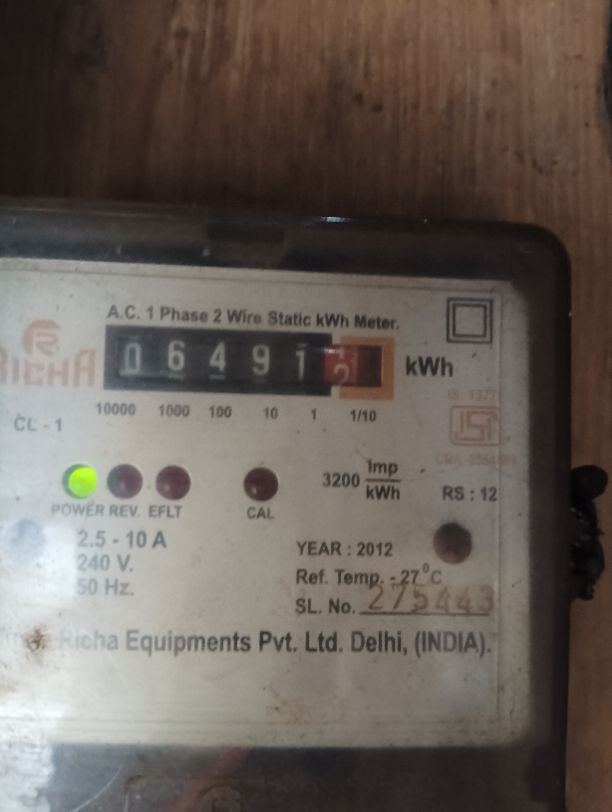 A.C. 1 Phase 2 Wire Static kWh Meter.
RICHA
0 6 4 9 1 2
kWh
10000 1000 100 10 1 1/10
CL - 1
3200 Imp/kWh
RS : 12
POWER REV. EFLT CAL
2.5 - 10 A
240 V.
50 Hz.
YEAR : 2012
Ref. Temp. - 27°C
SL. No. 275443
Richa Equipments Pvt. Ltd. Delhi, (INDIA).